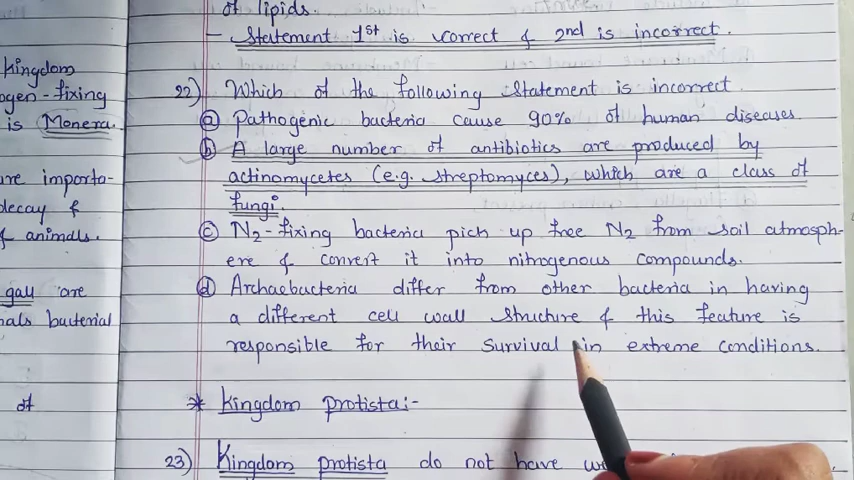 of lipids.
- Statement 1st is correct & 2nd is incorrect.
Kingdom
ogen-fixing
is Monera.
ure importa-
decay &
f animals.
gall are
nals bacterial
of
22) Which of the following statement is incorrect
a Pathogenic bacteria cause 90% of human diseases.
b A large number of antibiotics are produced by
actinomycetes (e.g. streptomyces), which are a class of
fungi.
c N2-fixing bacteria pick up free N2 from soil atmosph-
ere & convert it into nitrogenous compounds.
d Archaebacteria differ from other bacteria in having
a different cell wall structure & this feature is
responsible for their survival in extreme conditions.
* Kingdom protista:-
23) Kingdom protista do not have